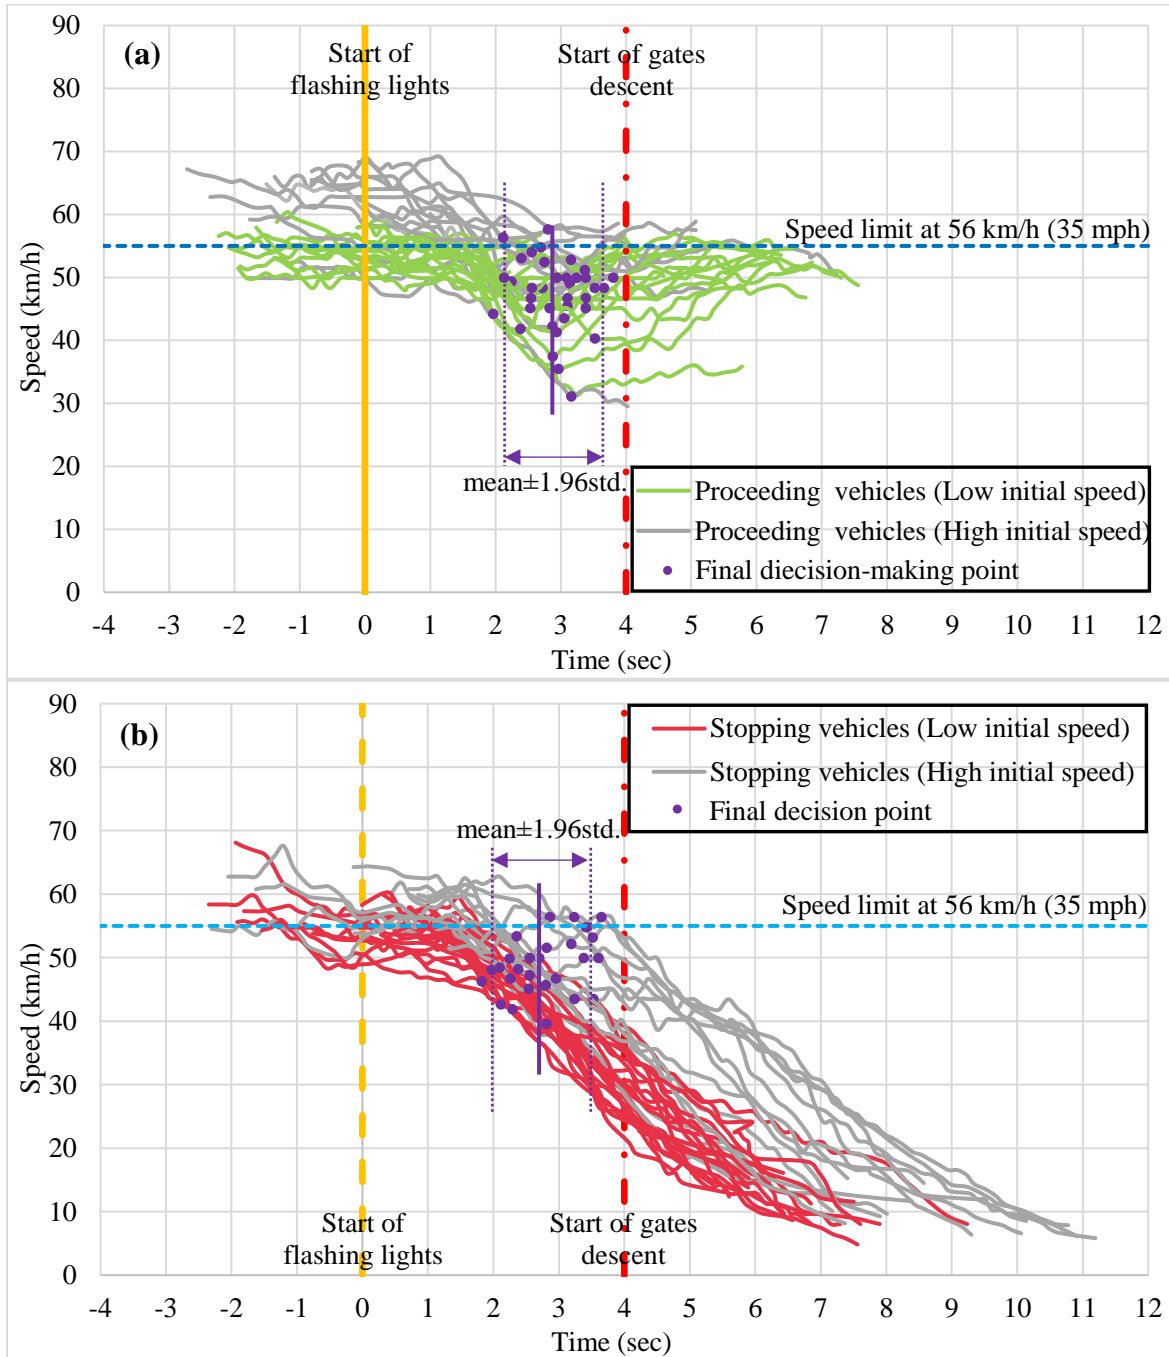 90
80
70
60
50
40
30
20
10
0
Speed (km/h)
(a)
Start of
flashing lights
Start of gates
descent
Speed limit at 56 km/h (35 mph)
mean±1.96std.
Proceeding vehicles (Low initial speed)
Proceeding vehicles (High initial speed)
Final diecision-making point
-4 -3 -2 -1 0 1 2 3 4 5 6 7 8 9 10 11 12
Time (sec)
90
80
70
60
50
40
30
20
10
0
Speed (km/h)
(b)
Stopping vehicles (Low initial speed)
Stopping vehicles (High initial speed)
Final decision point
mean±1.96std.
Speed limit at 56 km/h (35 mph)
Start of
flashing lights
Start of gates
descent
-4 -3 -2 -1 0 1 2 3 4 5 6 7 8 9 10 11 12
Time (sec)